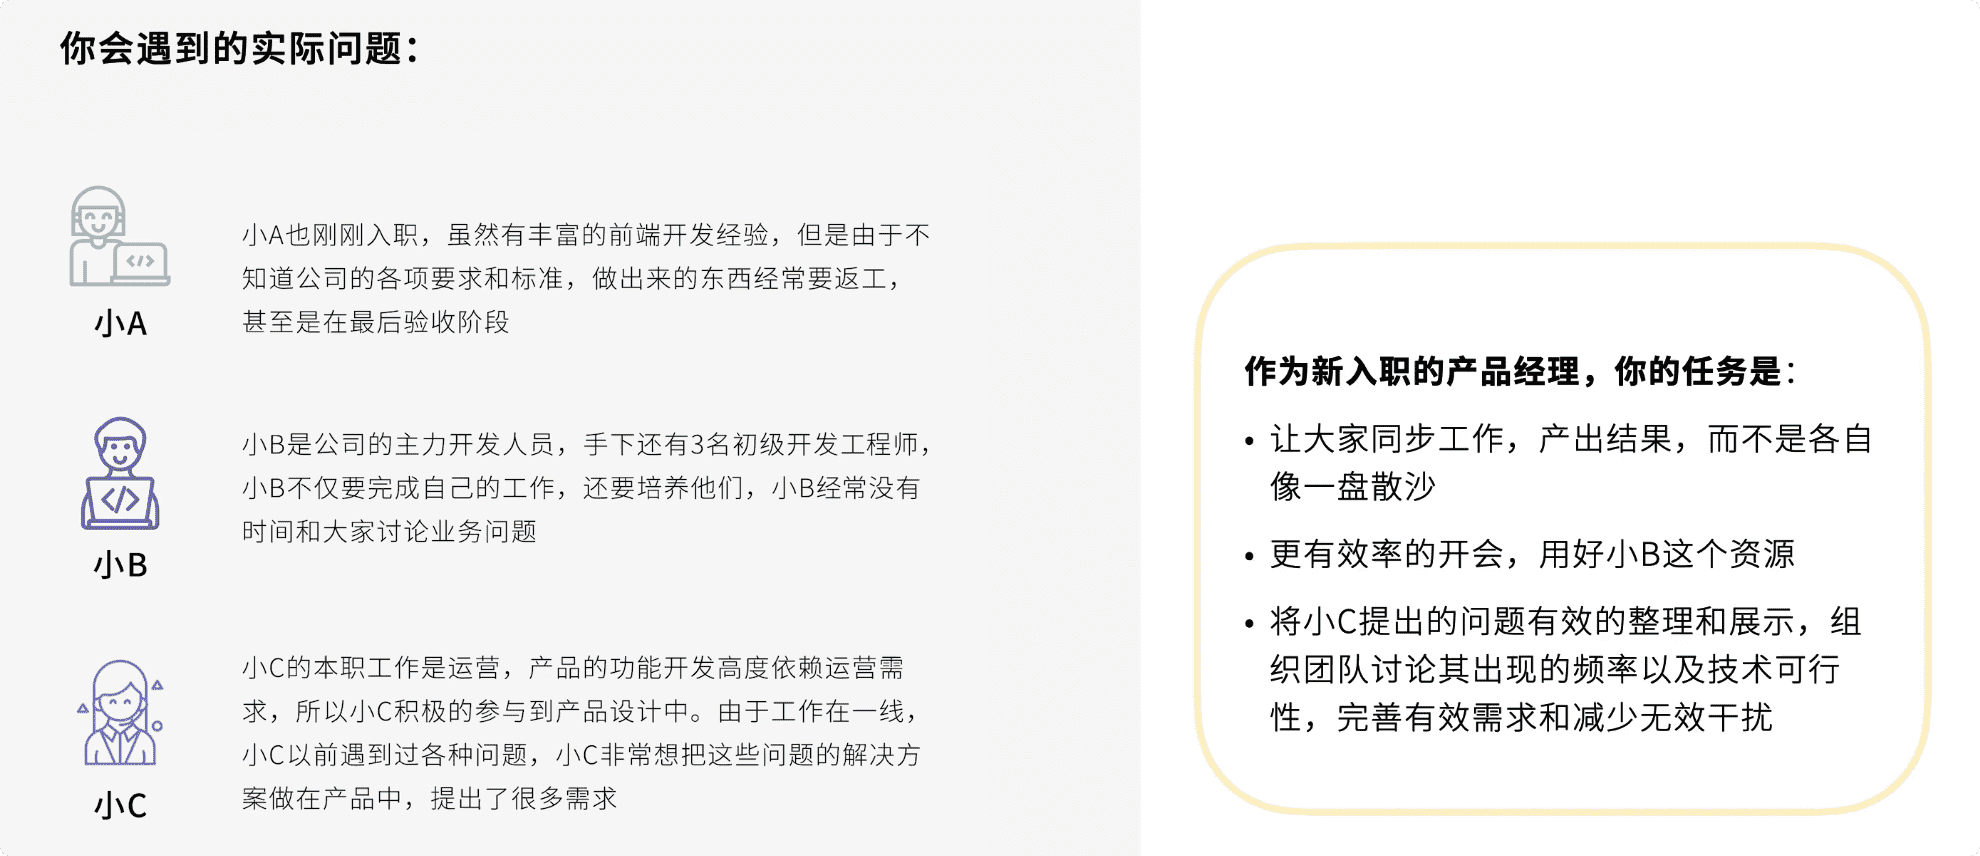 你会遇到的实际问题：
小A也刚刚入职，虽然有丰富的前端开发经验，但是由于不
知道公司的各项要求和标准，做出来的东西经常要返工，
甚至是在最后验收阶段
小A
小B是公司的主力开发人员，手下还有3名初级开发工程师，
小B不仅要完成自己的工作，还要培养他们，小B经常没有
时间和大家讨论业务问题
小B
小C的本职工作是运营，产品的功能开发高度依赖运营需
求，所以小C积极的参与到产品设计中。由于工作在一线，
小C以前遇到过各种问题，小C非常想把这些问题的解决方
案做在产品中，提出了很多需求
小C
作为新入职的产品经理，你的任务是：
• 让大家同步工作，产出结果，而不是各自
像一盘散沙
• 更有效率的开会，用好小B这个资源
• 将小C提出的问题有效的整理和展示，组
织团队讨论其出现的频率以及技术可行
性，完善有效需求和减少无效干扰